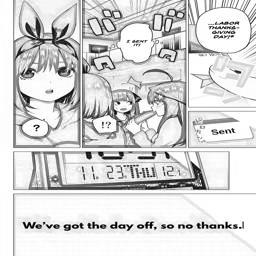 ...LABOR
THANKS-
GIVING
DAY!*
I SENT
IT!
?
!?
Sent
11. 23. THU 12:
We've got the day off, so no thanks.